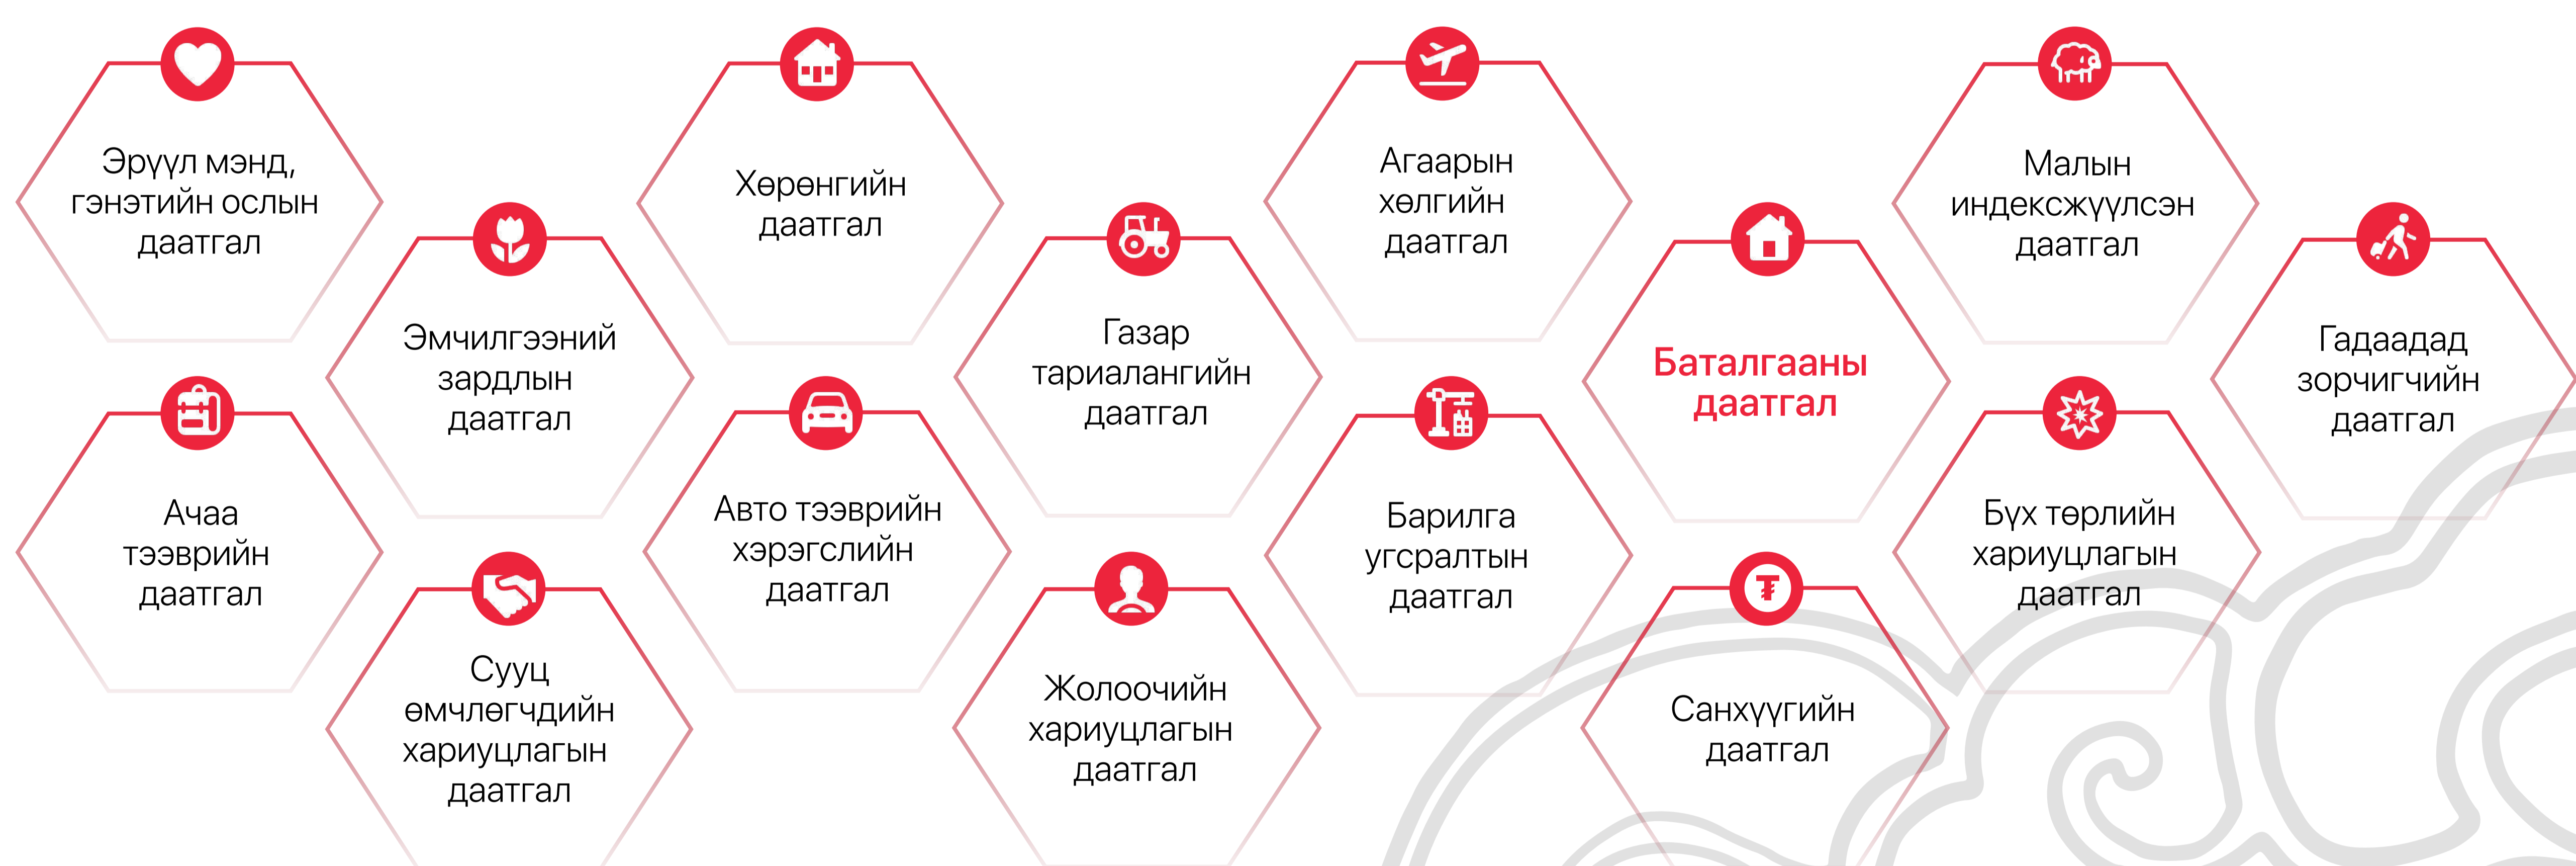 Эрүүл мэнд,
гэнэтийн ослын
даатгал
Хөрөнгийн
даатгал
Агаарын
хөлгийн
даатгал
Малын
индексжүүлсэн
даатгал
Эмчилгээний
зардлын
даатгал
Газар
тариалангийн
даатгал
Баталгааны
даатгал
Гадаадад
зорчигчийн
даатгал
Ачаа
тээврийн
даатгал
Авто тээврийн
хэрэгслийн
даатгал
Барилга
угсралтын
даатгал
Бүх төрлийн
хариуцлагын
даатгал
Сууц
өмчлөгчдийн
хариуцлагын
даатгал
Жолоочийн
хариуцлагын
даатгал
₮
Санхүүгийн
даатгал